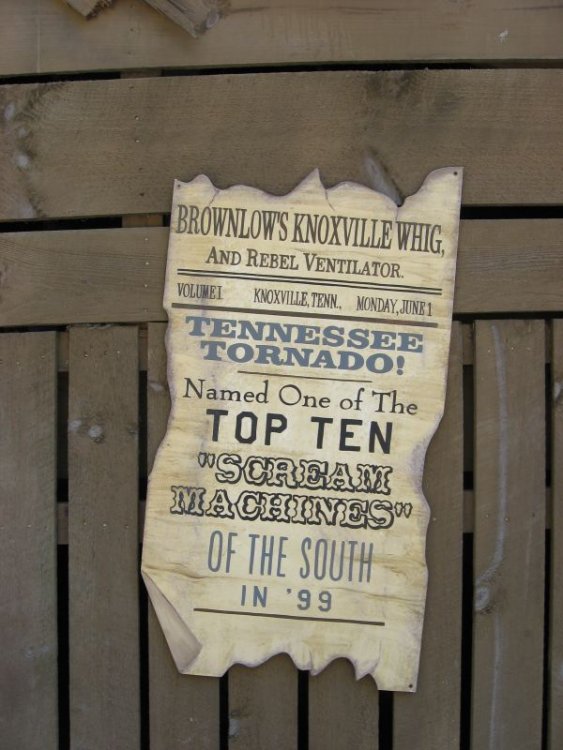 BROWNLOW'S KNOXVILLE WHIG,
AND REBEL VENTILATOR.
VOLUME I KNOXVILLE, TENN., MONDAY, JUNE 1
TENNESSEE
TORNADO!
Named One of The
TOP TEN
"SCREAM
MACHINES"
OF THE SOUTH
IN '99